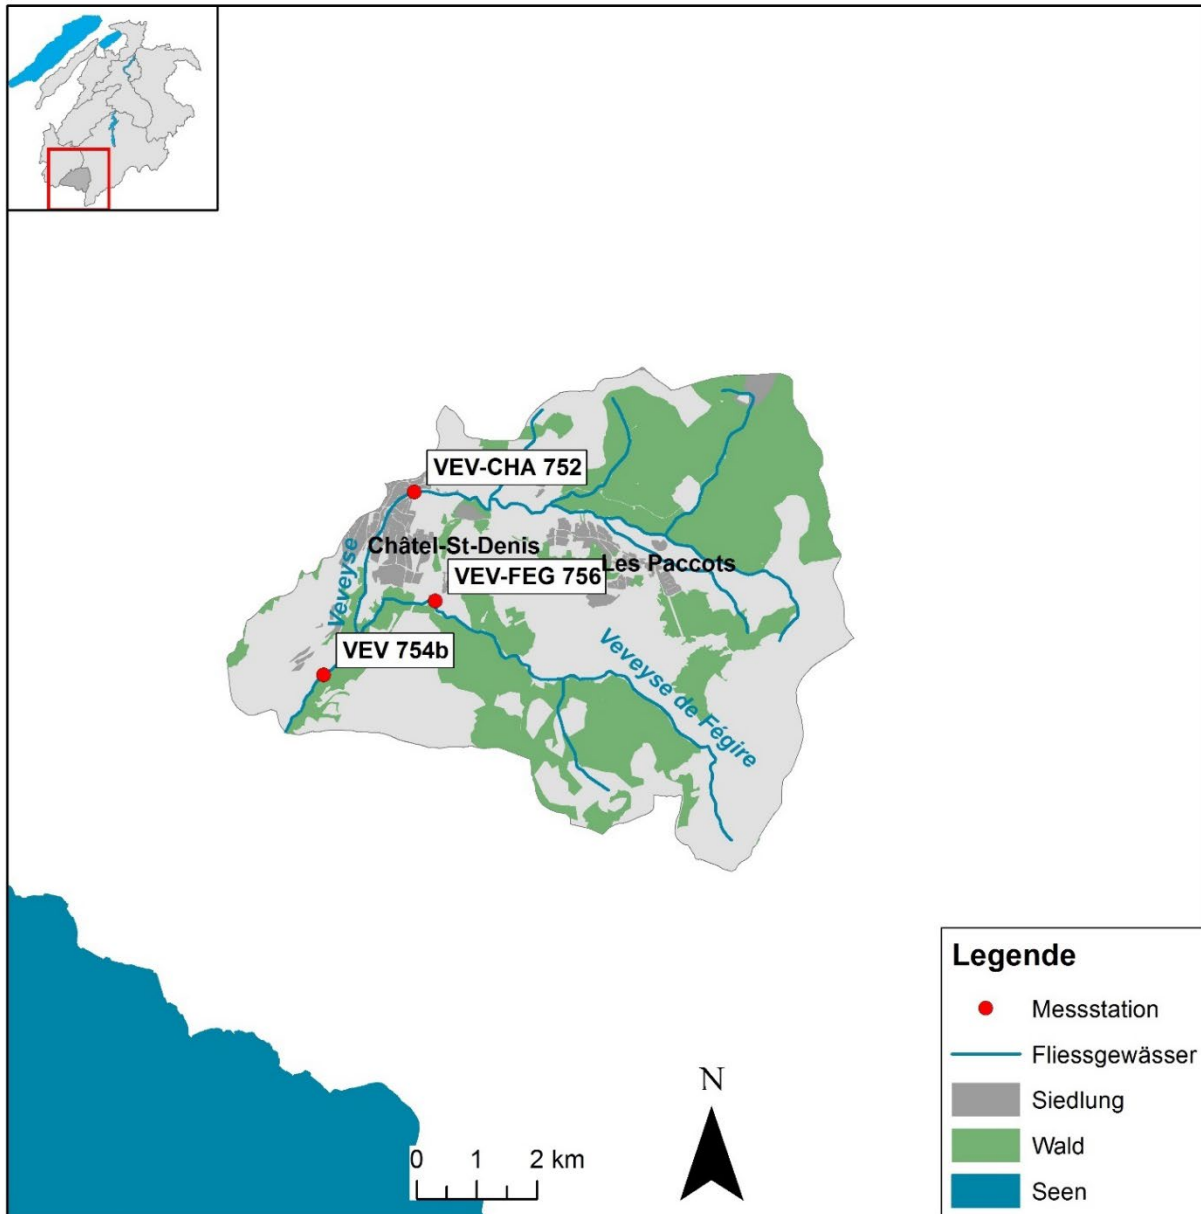 VEV-CHA 752
Châtel-St-Denis
Les Paccots
VEV-FEG 756
Veveyse
VEV 754b
Veveyse de Fégire
Legende
Messstation
Fliessgewässer
Siedlung
Wald
Seen
N
0 1 2 km